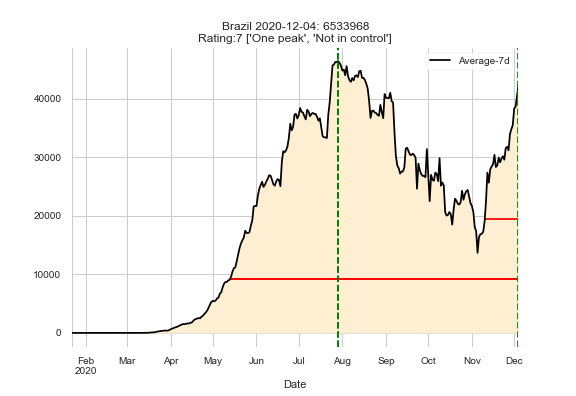 Brazil 2020-12-04: 6533968
Rating:7 ['One peak', 'Not in control']
Average-7d
40000
30000
20000
10000
0
Feb Mar Apr May Jun Jul Aug Sep Oct Nov Dec
2020
Date